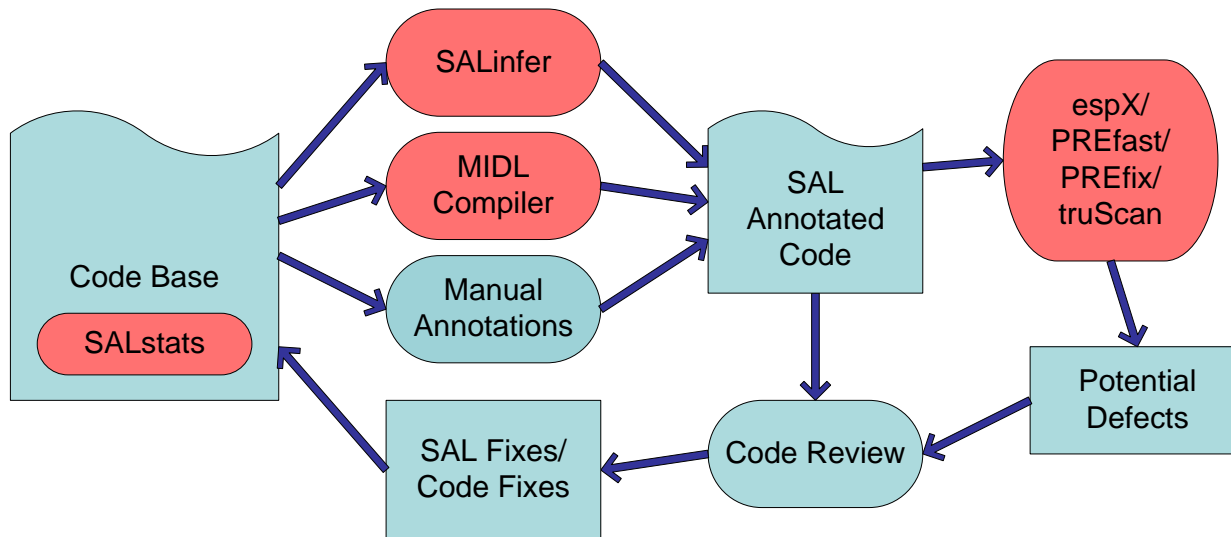 SALinfer
MIDL
Compiler
Manual
Annotations
Code Base
SALstats
SAL
Annotated
Code
espX/
PREfast/
PREfix/
truScan
Potential
Defects
Code Review
SAL Fixes/
Code Fixes